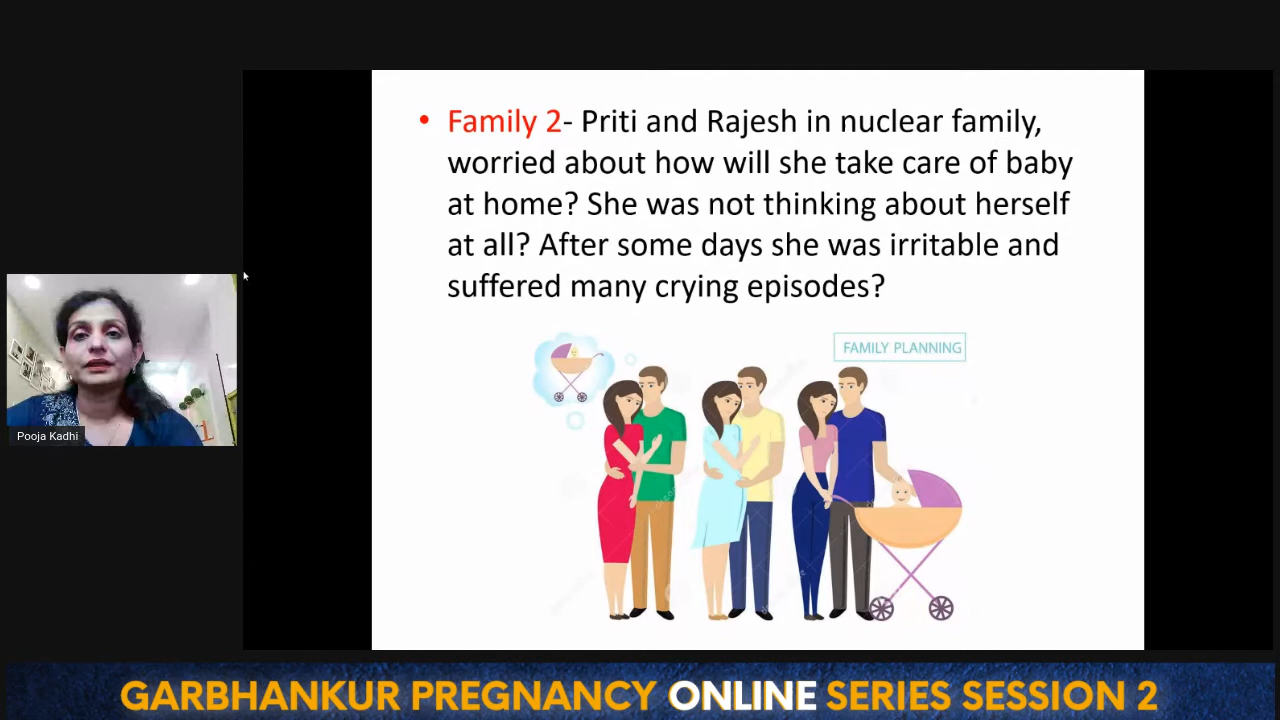 • Family 2- Priti and Rajesh in nuclear family,
worried about how will she take care of baby
at home? She was not thinking about herself
at all? After some days she was irritable and
suffered many crying episodes?
FAMILY PLANNING
Pooja Kadhi
GARBHANKUR PREGNANCY ONLINE SERIES SESSION 2